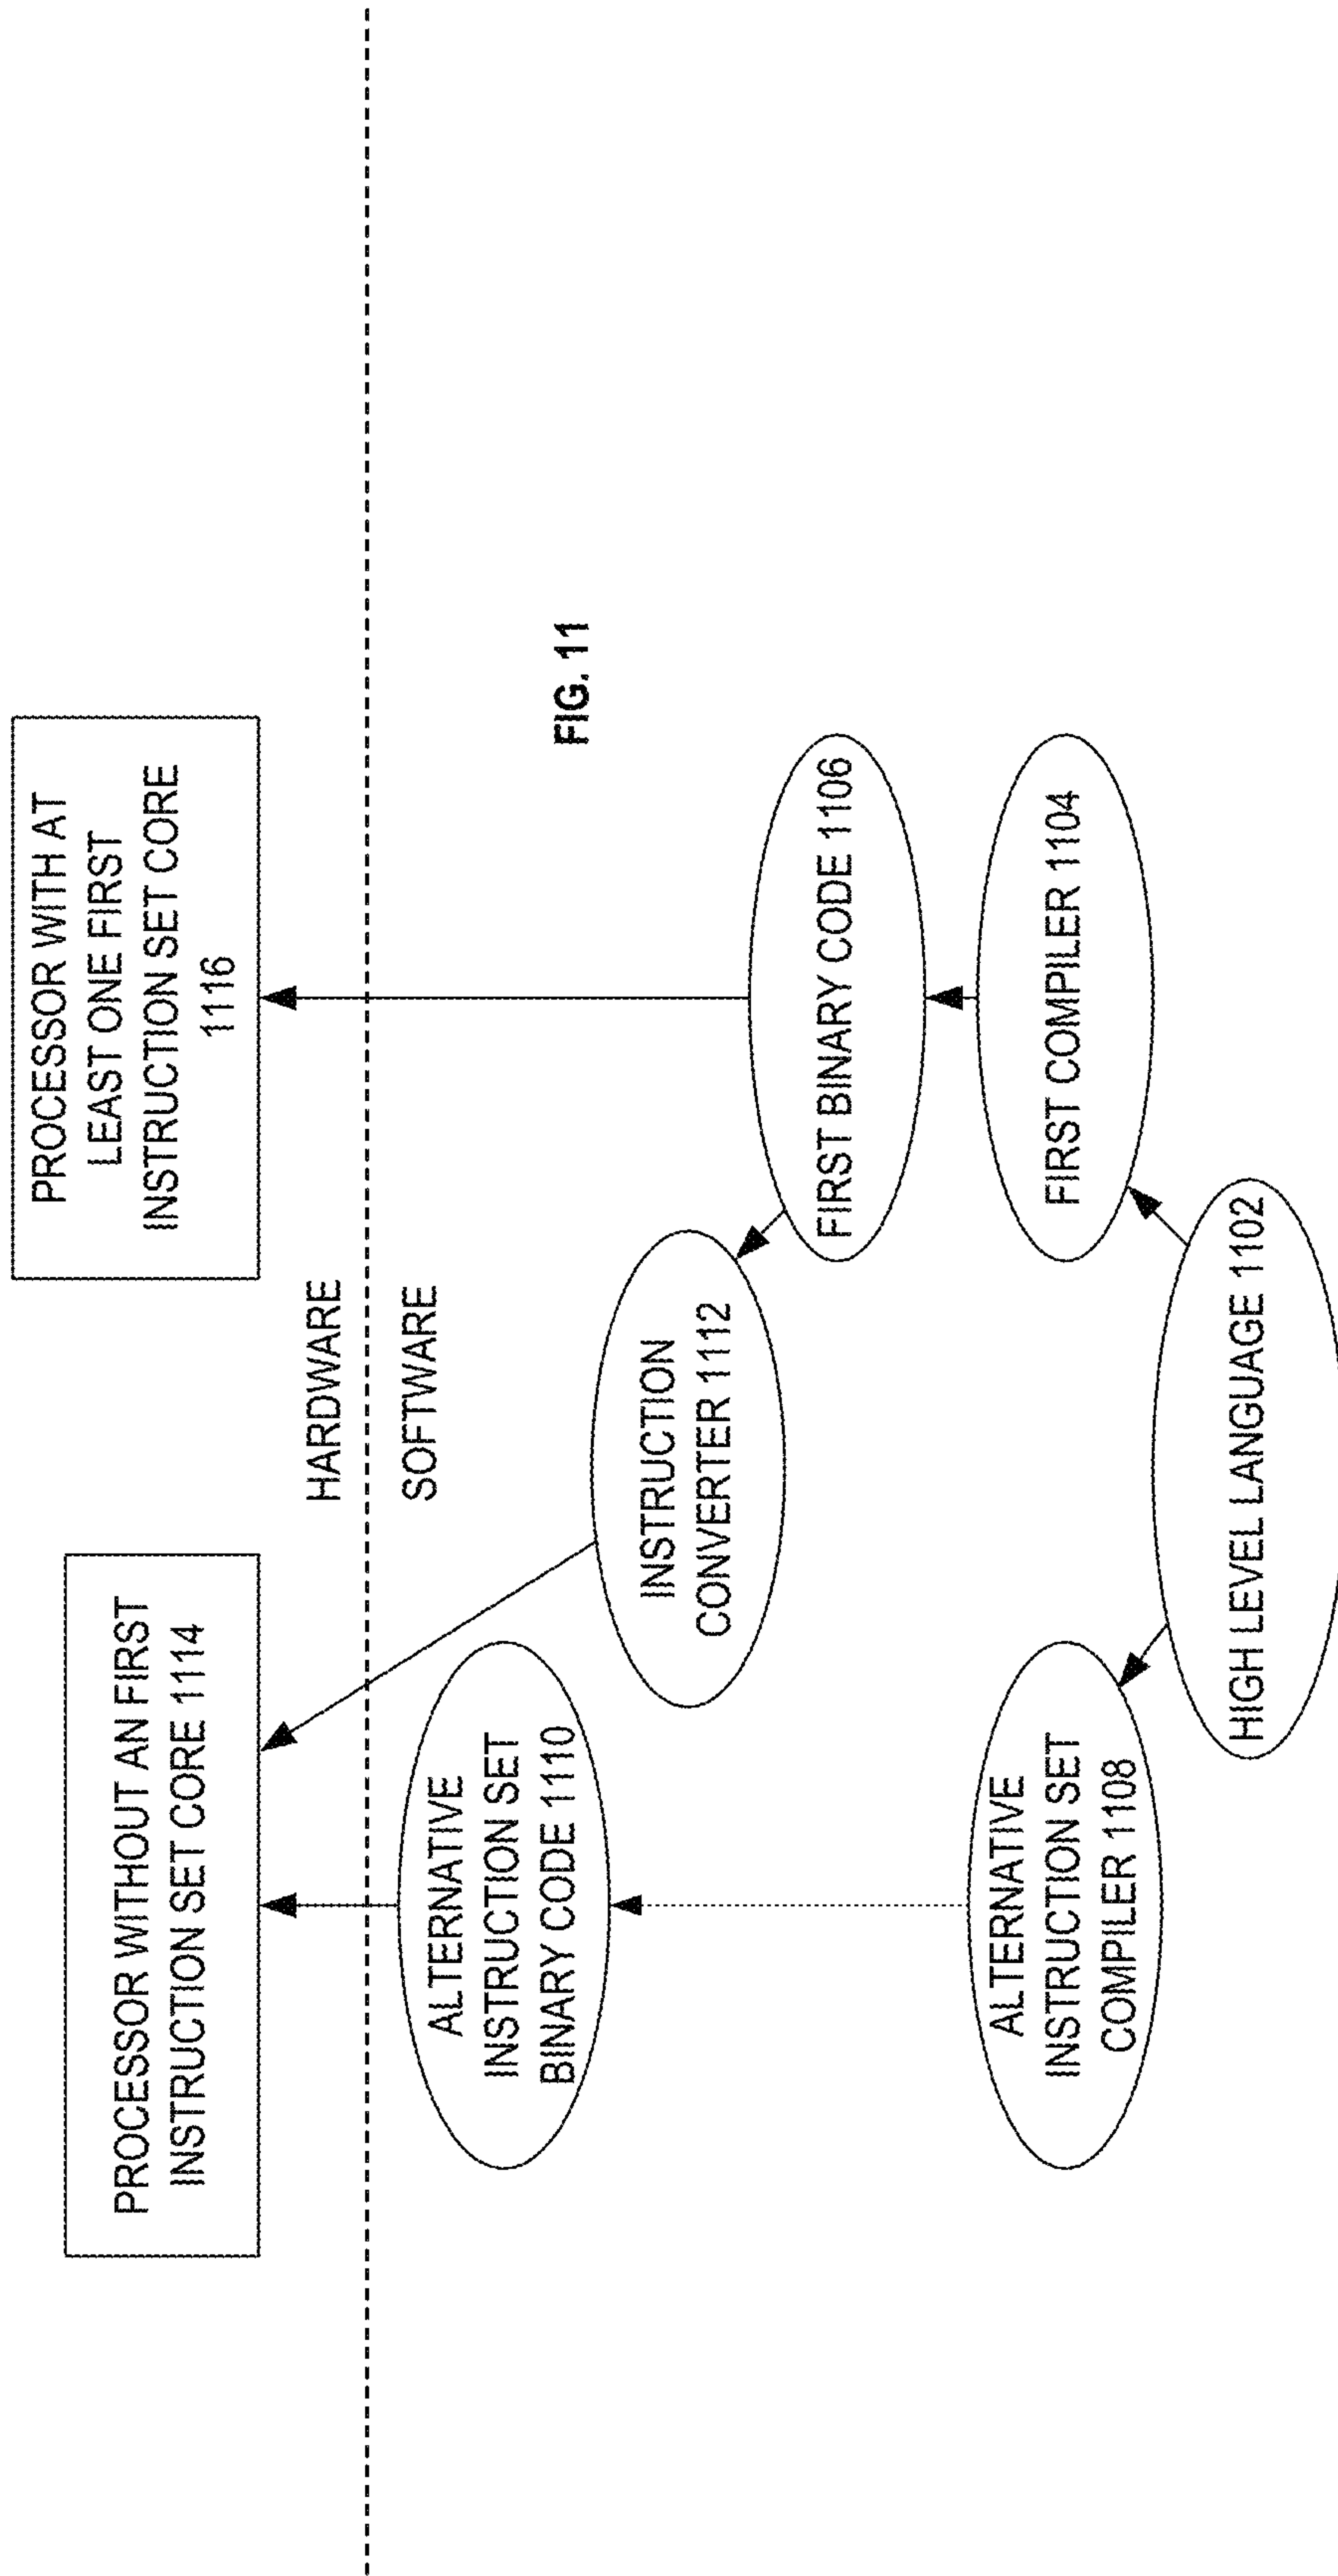 PROCESSOR WITHOUT AN FIRST
INSTRUCTION SET CORE 1114
PROCESSOR WITH AT
LEAST ONE FIRST
INSTRUCTION SET CORE
1116
HARDWARE
SOFTWARE
ALTERNATIVE
INSTRUCTION SET
BINARY CODE 1110
INSTRUCTION
CONVERTER 1112
FIG. 11
FIRST BINARY CODE 1106
ALTERNATIVE
INSTRUCTION SET
COMPILER 1108
FIRST COMPILER 1104
HIGH LEVEL LANGUAGE 1102